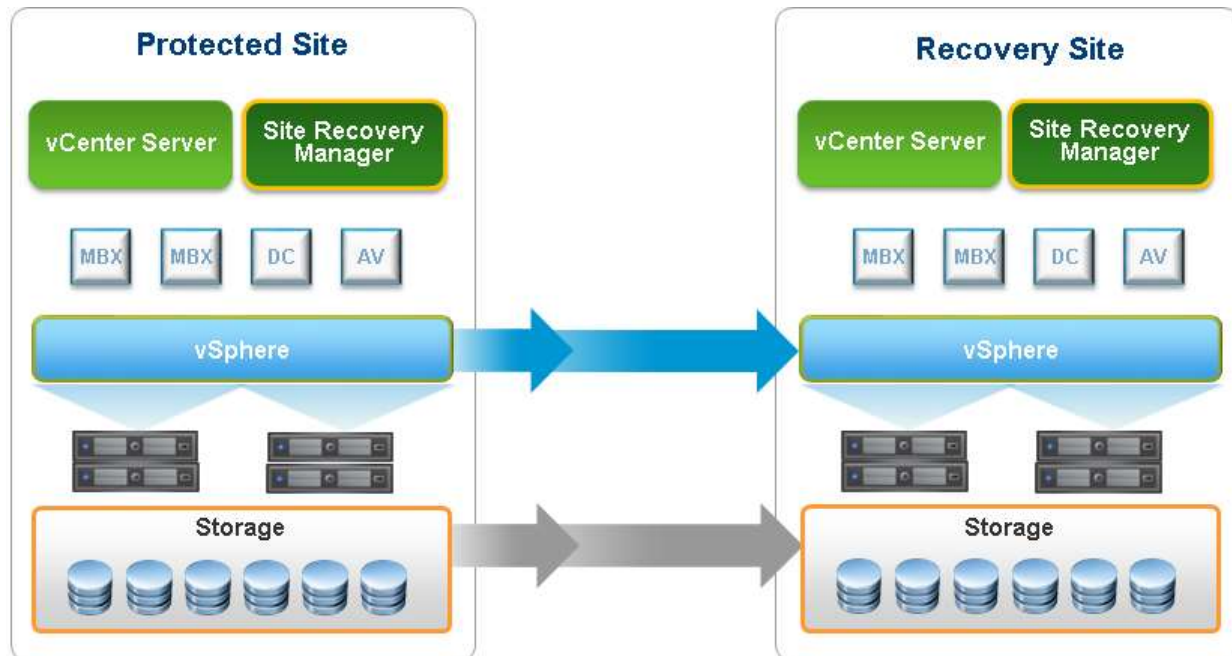 Protected Site
vCenter Server
Site Recovery
Manager
MBX
MBX
DC
AV
vSphere
Storage
Recovery Site
vCenter Server
Site Recovery
Manager
MBX
MBX
DC
AV
vSphere
Storage